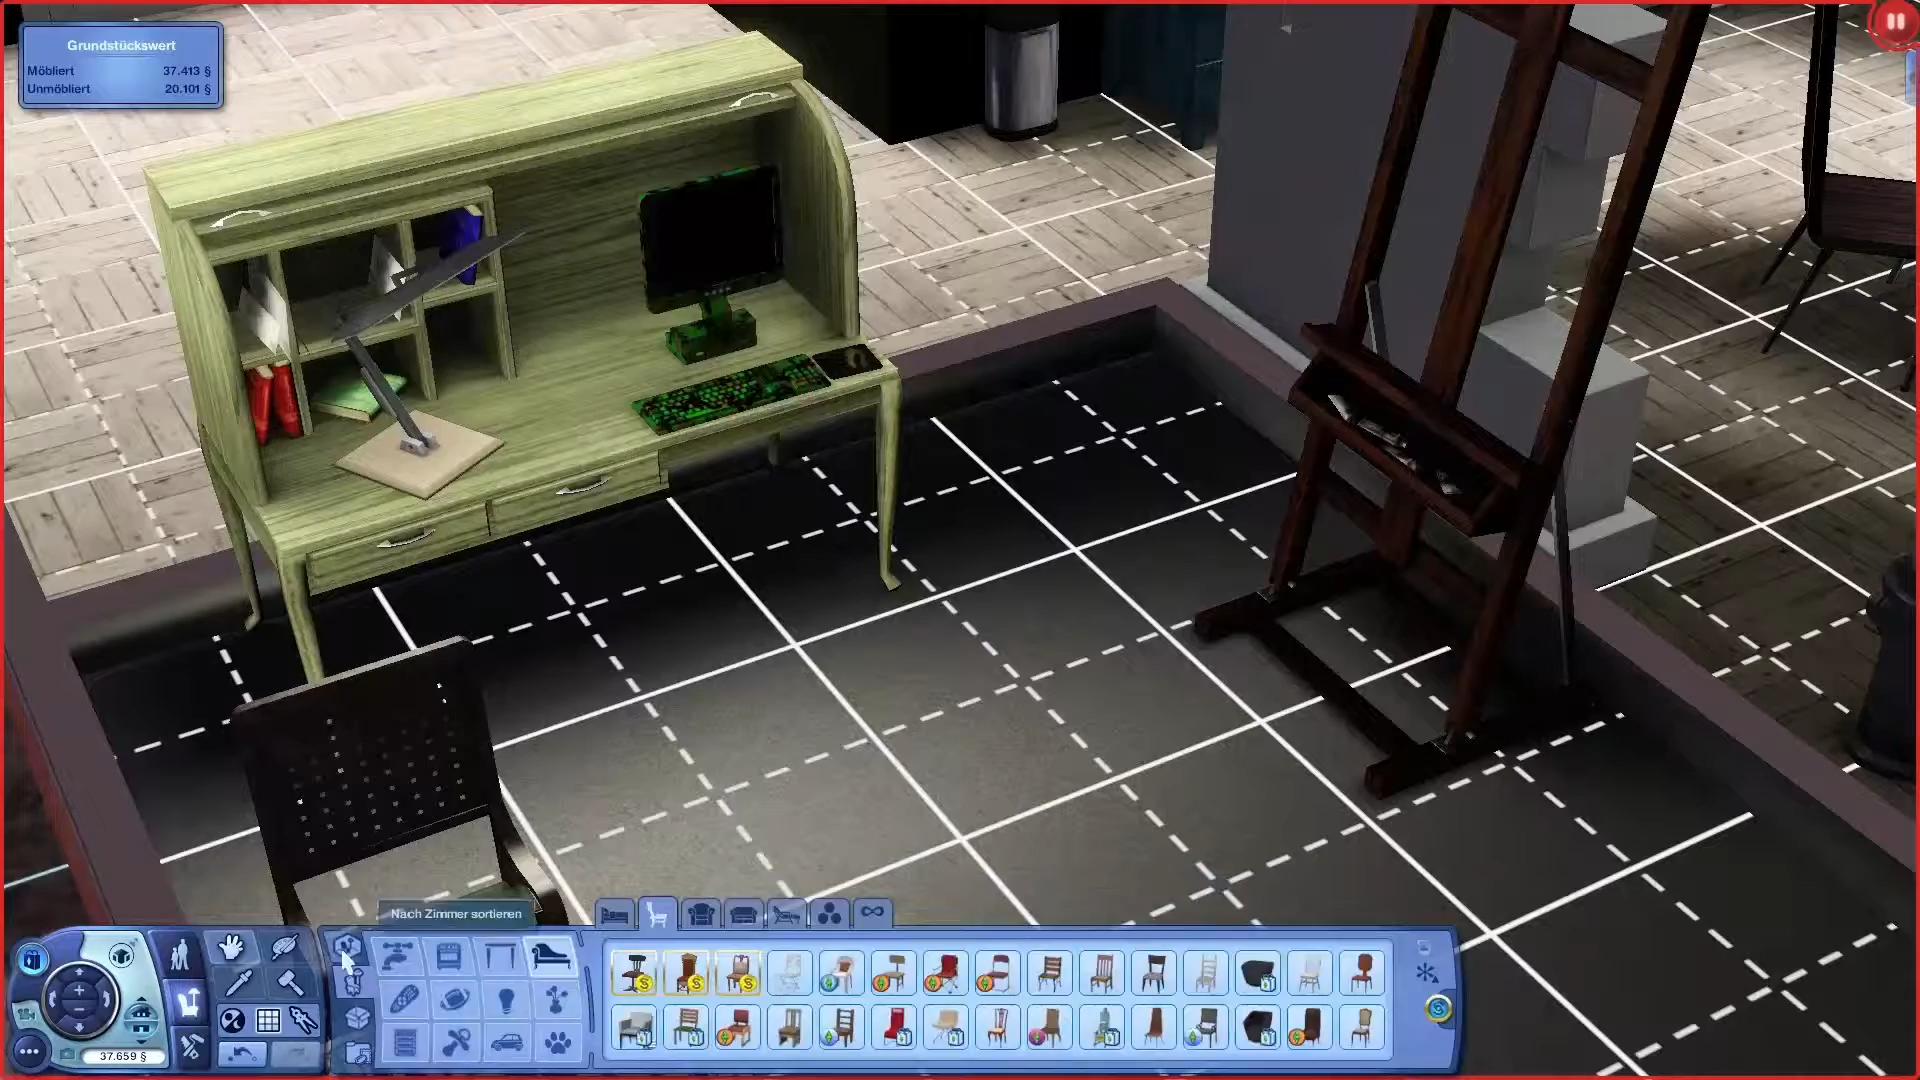 Grundstückswert
Möbliert 37.413 §
Unmöbliert 20.101 §
Nach Zimmer sortieren
37.659 §